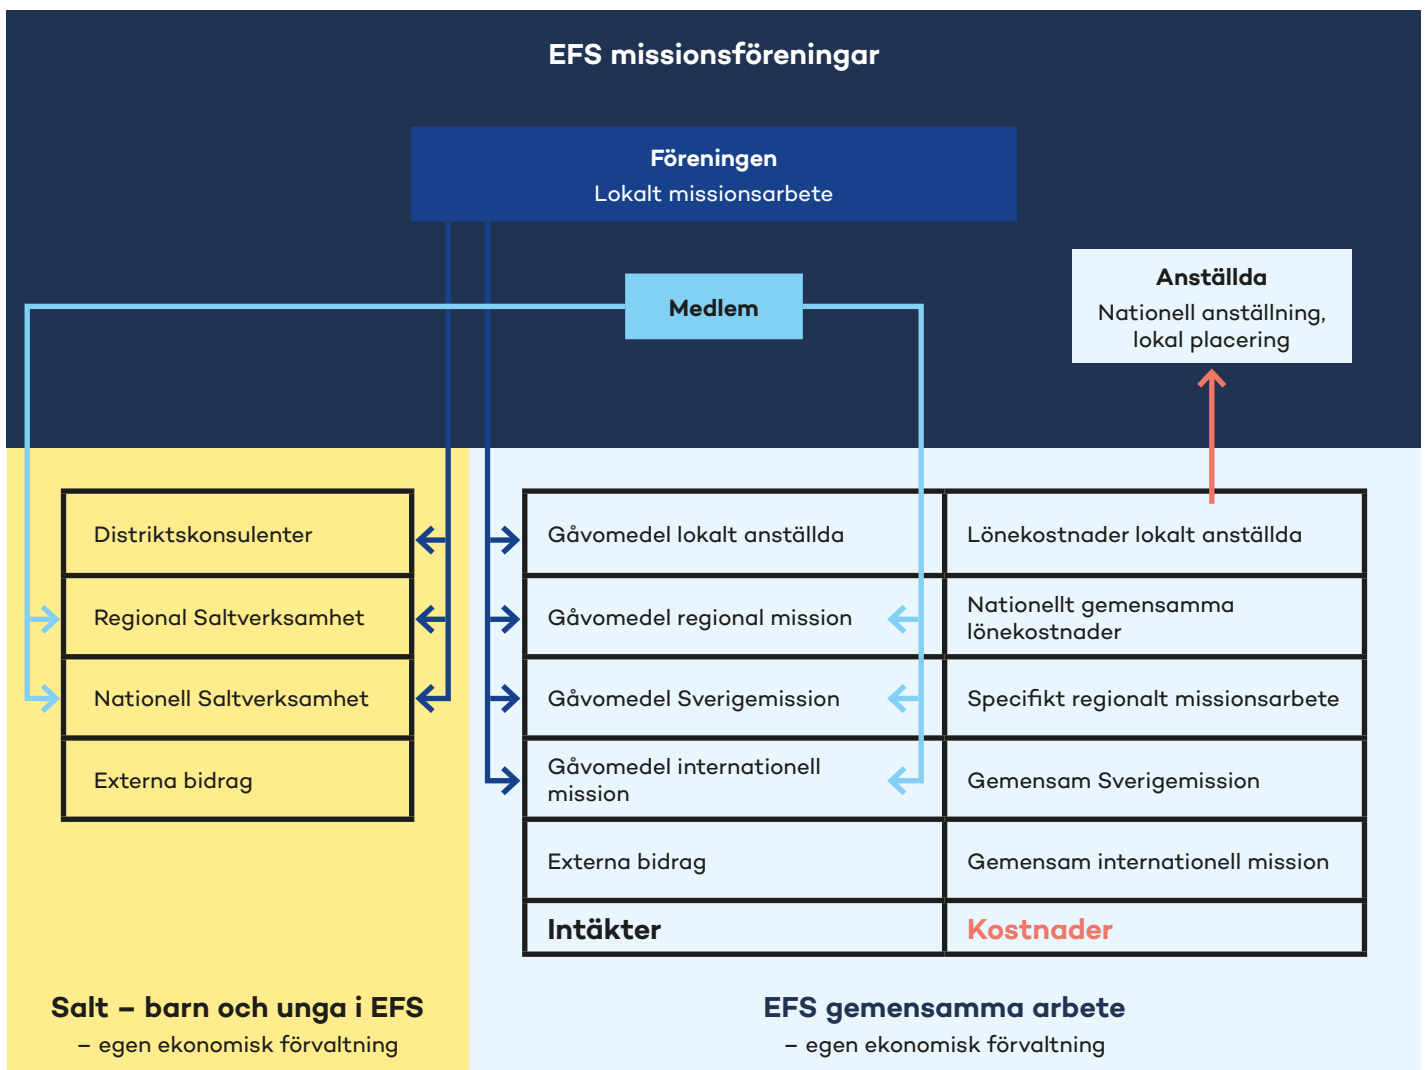 EFS missionsföreningar
Föreningen
Lokalt missionsarbete
Medlem
Anställda
Nationell anställning,
lokal placering
Distriktskonsulenter
Regional Saltverksamhet
Nationell Saltverksamhet
Externa bidrag
Gåvomedel lokalt anställda
Lönekostnader lokalt anställda
Gåvomedel regional mission
Nationellt gemensamma
lönekostnader
Gåvomedel Sverigemission
Specifikt regionalt missionsarbete
Gåvomedel internationell
mission
Gemensam Sverigemission
Externa bidrag
Gemensam internationell mission
Intäkter
Kostnader
Salt – barn och unga i EFS
– egen ekonomisk förvaltning
EFS gemensamma arbete
– egen ekonomisk förvaltning